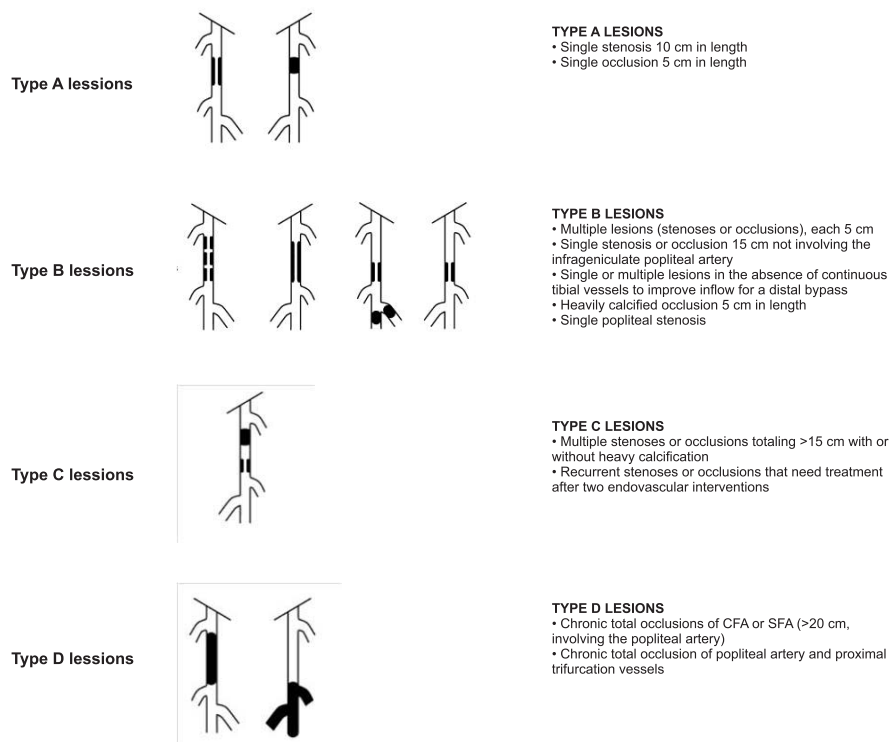 TYPE A LESIONS
• Single stenosis 10 cm in length
• Single occlusion 5 cm in length
Type A lessions
TYPE B LESIONS
• Multiple lesions (stenoses or occlusions), each 5 cm
• Single stenosis or occlusion 15 cm not involving the
infrageniculate popliteal artery
Type B lessions
• Single or multiple lesions in the absence of continuous
tibial vessels to improve inflow for a distal bypass
• Heavily calcified occlusion 5 cm in length
• Single popliteal stenosis
TYPE C LESIONS
• Multiple stenoses or occlusions totaling >15 cm with or
without heavy calcification
Type C lessions
• Recurrent stenoses or occlusions that need treatment
after two endovascular interventions
TYPE D LESIONS
• Chronic total occlusions of CFA or SFA (>20 cm,
involving the popliteal artery)
Type D lessions
• Chronic total occlusion of popliteal artery and proximal
trifurcation vessels